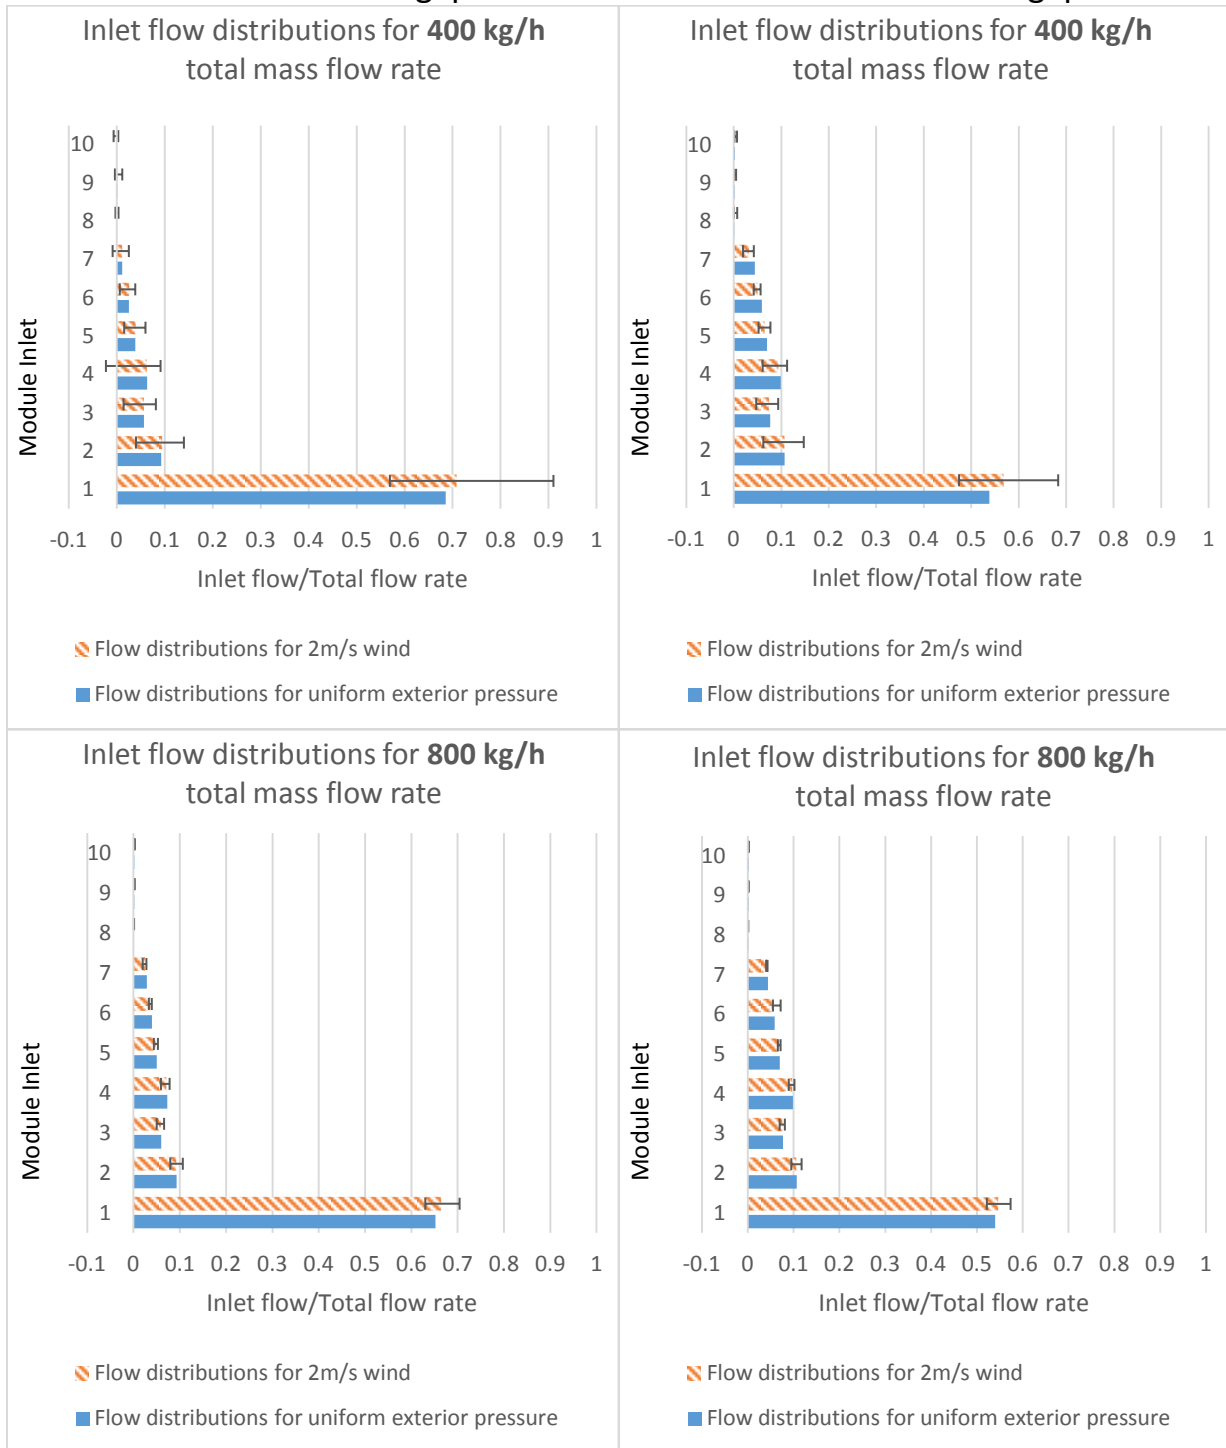 Inlet flow distributions for 400 kg/h
total mass flow rate
10
9
8
7
6
5
4
3
2
1
Module Inlet
-0.1 0 0.1 0.2 0.3 0.4 0.5 0.6 0.7 0.8 0.9 1
Inlet flow/Total flow rate
Flow distributions for 2m/s wind
Flow distributions for uniform exterior pressure
Inlet flow distributions for 400 kg/h
total mass flow rate
10
9
8
7
6
5
4
3
2
1
Module Inlet
-0.1 0 0.1 0.2 0.3 0.4 0.5 0.6 0.7 0.8 0.9 1
Inlet flow/Total flow rate
Flow distributions for 2m/s wind
Flow distributions for uniform exterior pressure
Inlet flow distributions for 800 kg/h
total mass flow rate
10
9
8
7
6
5
4
3
2
1
Module Inlet
-0.1 0 0.1 0.2 0.3 0.4 0.5 0.6 0.7 0.8 0.9 1
Inlet flow/Total flow rate
Flow distributions for 2m/s wind
Flow distributions for uniform exterior pressure
Inlet flow distributions for 800 kg/h
total mass flow rate
10
9
8
7
6
5
4
3
2
1
Module Inlet
-0.1 0 0.1 0.2 0.3 0.4 0.5 0.6 0.7 0.8 0.9 1
Inlet flow/Total flow rate
Flow distributions for 2m/s wind
Flow distributions for uniform exterior pressure